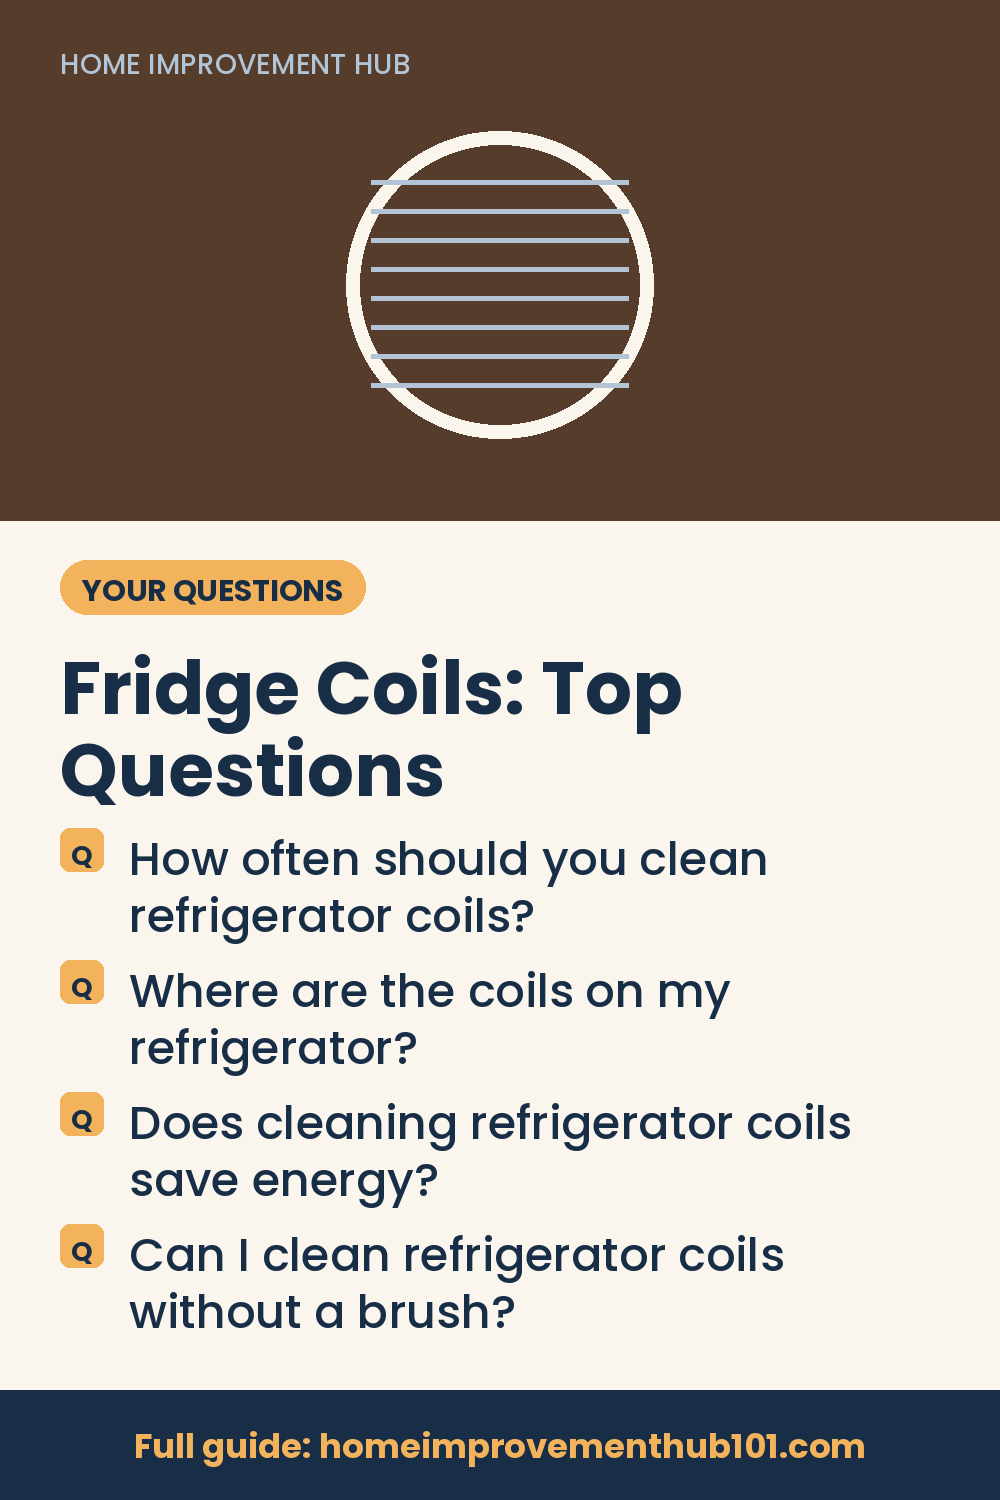 HOME IMPROVEMENT HUB
YOUR QUESTIONS
Fridge Coils: Top
Questions
Q How often should you clean
refrigerator coils?
Q Where are the coils on my
refrigerator?
Q Does cleaning refrigerator coils
save energy?
Q Can I clean refrigerator coils
without a brush?
Full guide: homeimprovementhub101.com